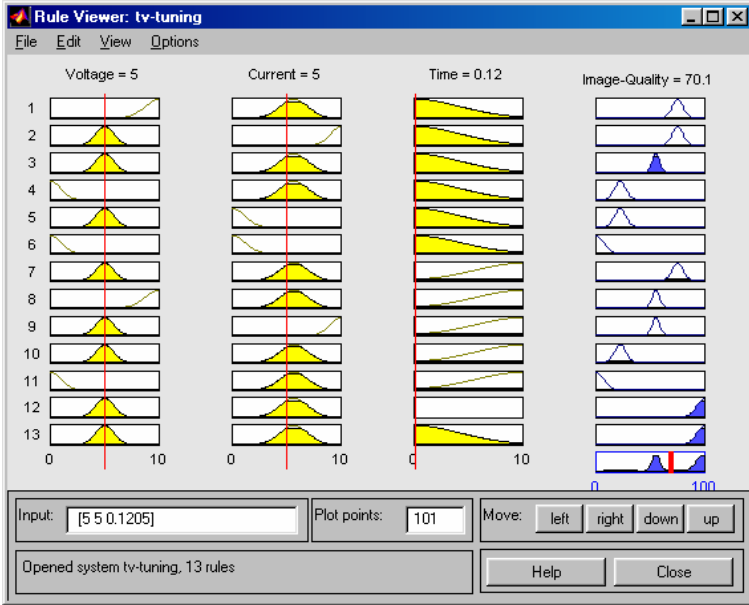 Rule Viewer: tv-tuning
File Edit View Options
Voltage = 5 Current = 5 Time = 0.12 Image-Quality = 70.1
1
2
3
4
5
6
7
8
9
10
11
12
13
0 10 0 10 0 10
0 100
Input: [5 5 0.1205] Plot points: 101 Move: left right down up
Opened system tv-tuning, 13 rules Help Close